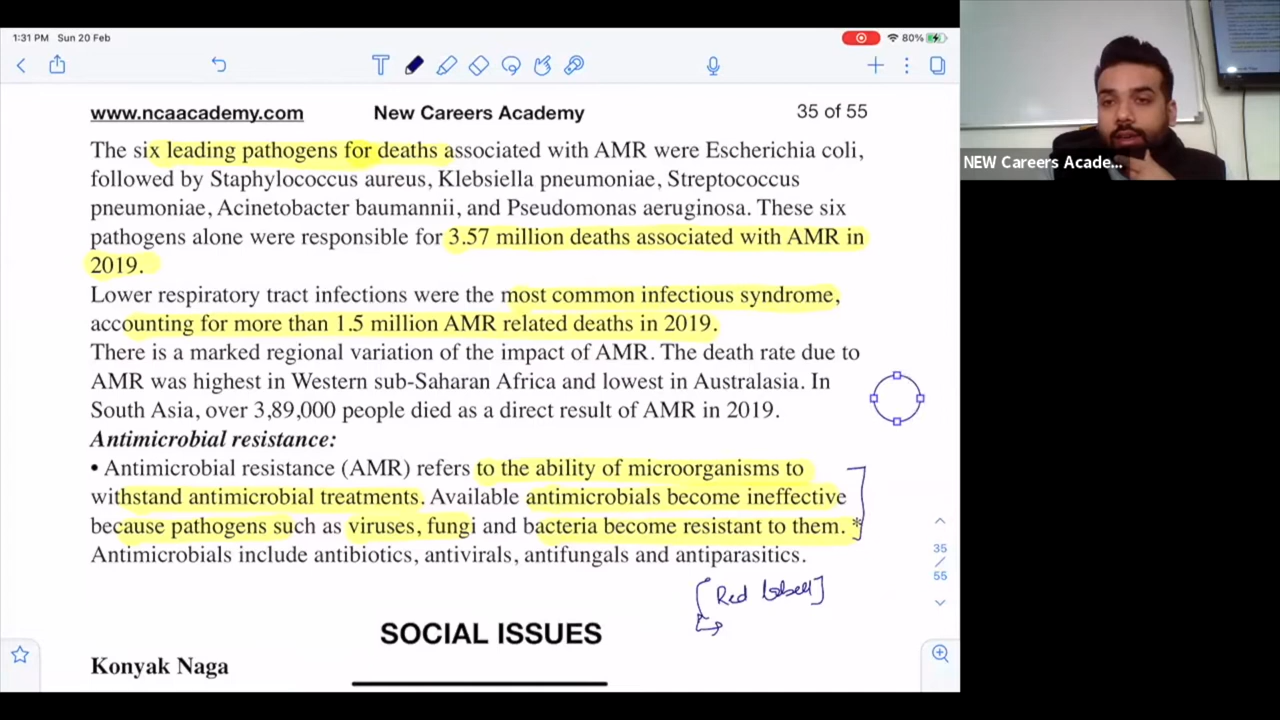 1:31 PM Sun 20 Feb
80%
www.ncaacademy.com New Careers Academy 35 of 55
The six leading pathogens for deaths associated with AMR were Escherichia coli,
followed by Staphylococcus aureus, Klebsiella pneumoniae, Streptococcus
pneumoniae, Acinetobacter baumannii, and Pseudomonas aeruginosa. These six
pathogens alone were responsible for 3.57 million deaths associated with AMR in
2019.
Lower respiratory tract infections were the most common infectious syndrome,
accounting for more than 1.5 million AMR related deaths in 2019.
There is a marked regional variation of the impact of AMR. The death rate due to
AMR was highest in Western sub-Saharan Africa and lowest in Australasia. In
South Asia, over 3,89,000 people died as a direct result of AMR in 2019.
Antimicrobial resistance:
• Antimicrobial resistance (AMR) refers to the ability of microorganisms to
withstand antimicrobial treatments. Available antimicrobials become ineffective
because pathogens such as viruses, fungi and bacteria become resistant to them. *
Antimicrobials include antibiotics, antivirals, antifungals and antiparasitics.
[Red
SOCIAL ISSUES
Konyak Naga
35
/
55
NEW Careers Acade...